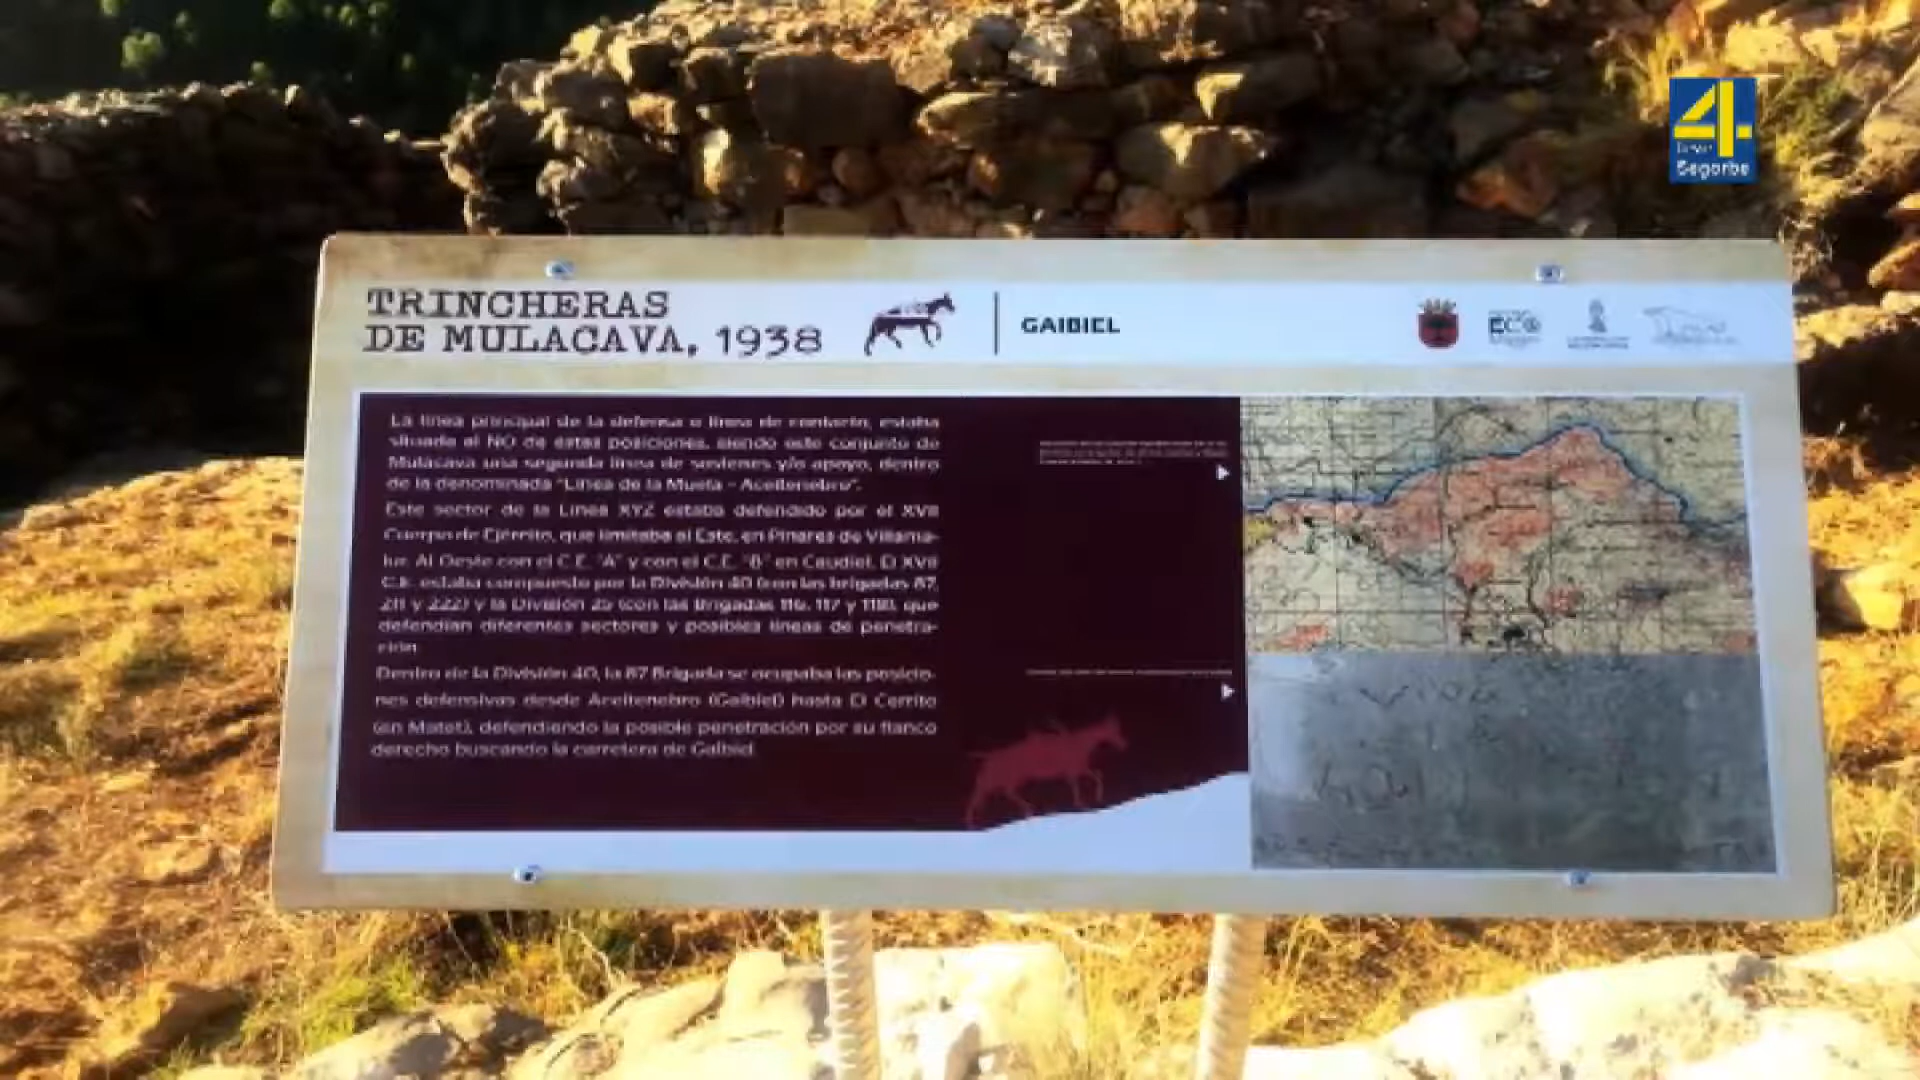 4
Segorbe
TRINCHERAS
DE MULACAVA, 1938
GAIBIEL
ECO
La línea principal de la defensa o línea de contacto, estaba
situada al NO de estas posiciones, siendo este conjunto de
Mulacava una segunda línea de sostenes y/o apoyo, dentro
de la denominada "Línea de la Muela - Aceitenebro".
Este sector de la Línea XYZ estaba defendido por el XVII
Cuerpo de Ejército, que limitaba al Este, en Pinares de Villama-
lur. Al Oeste con el C.E. "A" y con el C.E. "B" en Caudiel. El XVII
C.E. estaba compuesto por la División 40 (con las brigadas 87,
211 y 222) y la División 25 (con las Brigadas 116, 117 y 118), que
defendían diferentes sectores y posibles líneas de penetra-
ción.
Dentro de la División 40, la 87 Brigada se ocupaba las posicio-
nes defensivas desde Aceitenebro (Gaibiel) hasta El Cerrito
(en Matet), defendiendo la posible penetración por su flanco
derecho buscando la carretera de Gaibiel.